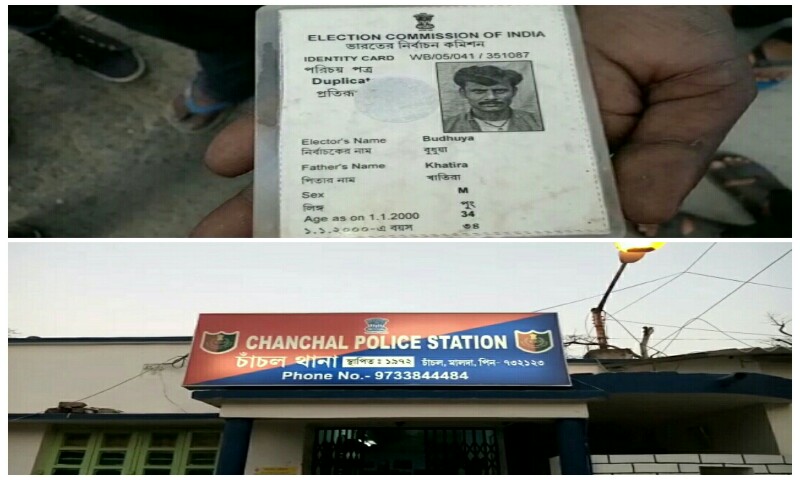 ELECTION COMMISSION OF INDIA
ভারতের নির্বাচন কমিশন
IDENTITY CARD WB/05/041 / 351087
পরিচয় পত্র
Duplica
প্রতিরূ
Elector's Name Budhuya
নির্বাচকের নাম বুধুয়া
Father's Name Khatira
পিতার নাম খাতিরা
Sex M
লিঙ্গ পুং
Age as on 1.1.2000 34
১.১.২০০০-এ বয়স ৩৪
CHANCHAL POLICE STATION
চাঁচল থানা স্থাপিত : ১৯৭২ চাঁচল, মালদা, পিন- ৭৩২১২৩
Phone No.- 9733844484